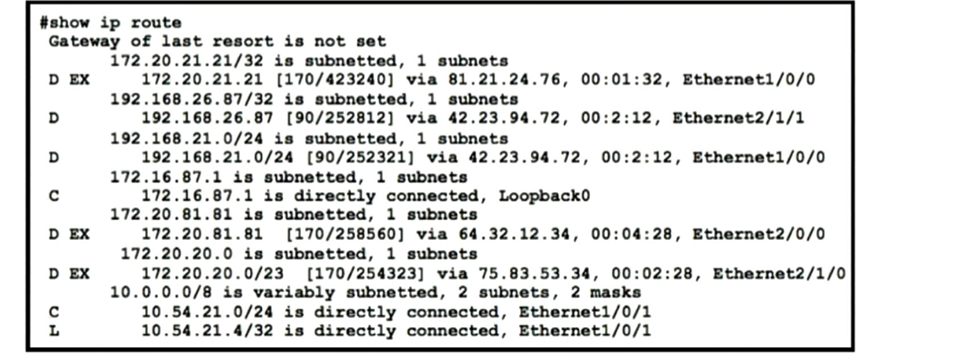 #show ip route
Gateway of last resort is not set
172.20.21.21/32 is subnetted, 1 subnets
D EX 172.20.21.21 [170/423240] via 81.21.24.76, 00:01:32, Ethernet1/0/0
192.168.26.87/32 is subnetted, 1 subnets
D 192.168.26.87 [90/252812] via 42.23.94.72, 00:2:12, Ethernet2/1/1
192.168.21.0/24 is subnetted, 1 subnets
D 192.168.21.0/24 [90/252321] via 42.23.94.72, 00:2:12, Ethernet1/0/0
172.16.87.1 is subnetted, 1 subnets
C 172.16.87.1 is directly connected, Loopback0
172.20.81.81 is subnetted, 1 subnets
D EX 172.20.81.81 [170/258560] via 64.32.12.34, 00:04:28, Ethernet2/0/0
172.20.20.0 is subnetted, 1 subnets
D EX 172.20.20.0/23 [170/254323] via 75.83.53.34, 00:02:28, Ethernet2/1/0
10.0.0.0/8 is variably subnetted, 2 subnets, 2 masks
C 10.54.21.0/24 is directly connected, Ethernet1/0/1
L 10.54.21.4/32 is directly connected, Ethernet1/0/1